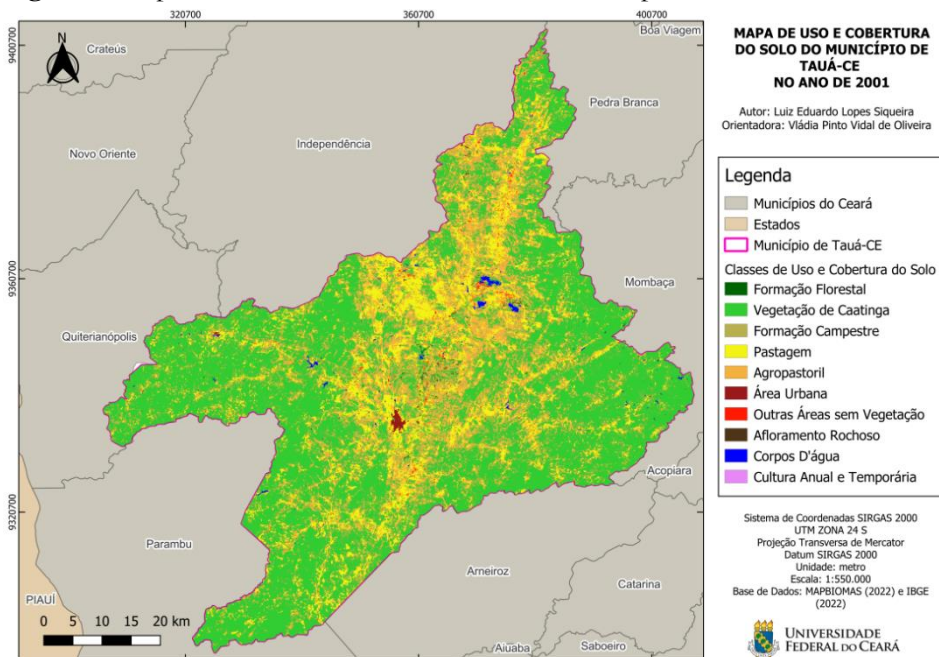 320700
360700
400700
9400700
9360700
9320700
N
Crateús
Boa Viagem
Pedra Branca
Independência
Novo Oriente
Mombaça
Quiterianópolis
Acopiara
Parambu
Arneiroz
Catarina
PIAUÍ
Aiuaba
Saboeiro
0 5 10 15 20 km
MAPA DE USO E COBERTURA
DO SOLO DO MUNICÍPIO DE
TAUÁ-CE
NO ANO DE 2001
Autor: Luiz Eduardo Lopes Siqueira
Orientadora: Vládia Pinto Vidal de Oliveira
Legenda
Municípios do Ceará
Estados
Município de Tauá-CE
Classes de Uso e Cobertura do Solo
Formação Florestal
Vegetação de Caatinga
Formação Campestre
Pastagem
Agropastoril
Área Urbana
Outras Áreas sem Vegetação
Afloramento Rochoso
Corpos D'água
Cultura Anual e Temporária
Sistema de Coordenadas SIRGAS 2000
UTM ZONA 24 S
Projeção Transversa de Mercator
Datum SIRGAS 2000
Unidade: metro
Escala: 1:550.000
Base de Dados: MAPBIOMAS (2022) e IBGE
(2022)
UNIVERSIDADE
FEDERAL DO CEARÁ